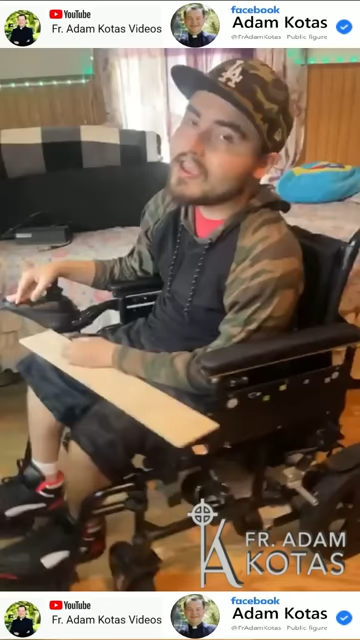 YouTube
Fr. Adam Kotas Videos
facebook
Adam Kotas
@FrAdamKotas · Public figure
LA
FR. ADAM
KOTAS
YouTube
Fr. Adam Kotas Videos
facebook
Adam Kotas
@FrAdamKotas · Public figure